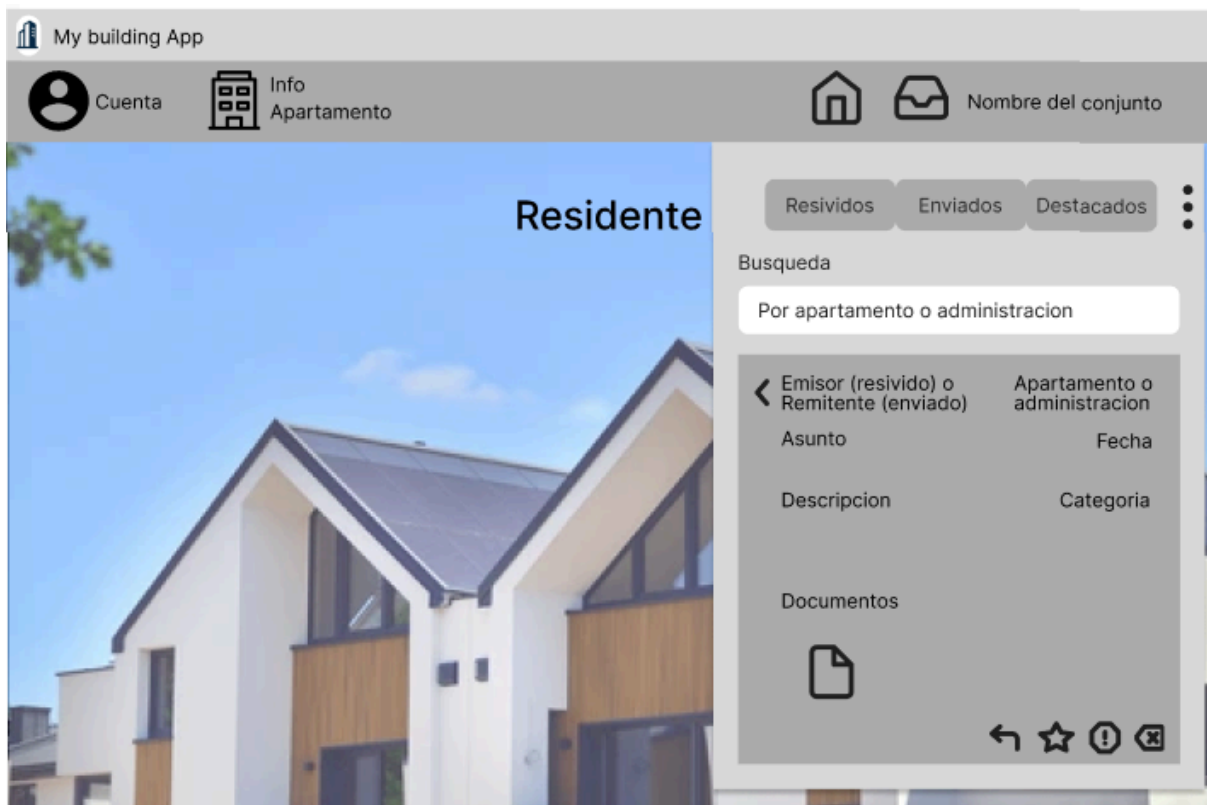 My building App
Cuenta
Info
Apartamento
Nombre del conjunto
Residente
Resividos
Enviados
Destacados
Busqueda
Por apartamento o administracion
Emisor (resivido) o
Remitente (enviado)
Apartamento o
administracion
Asunto
Fecha
Descripcion
Categoria
Documentos